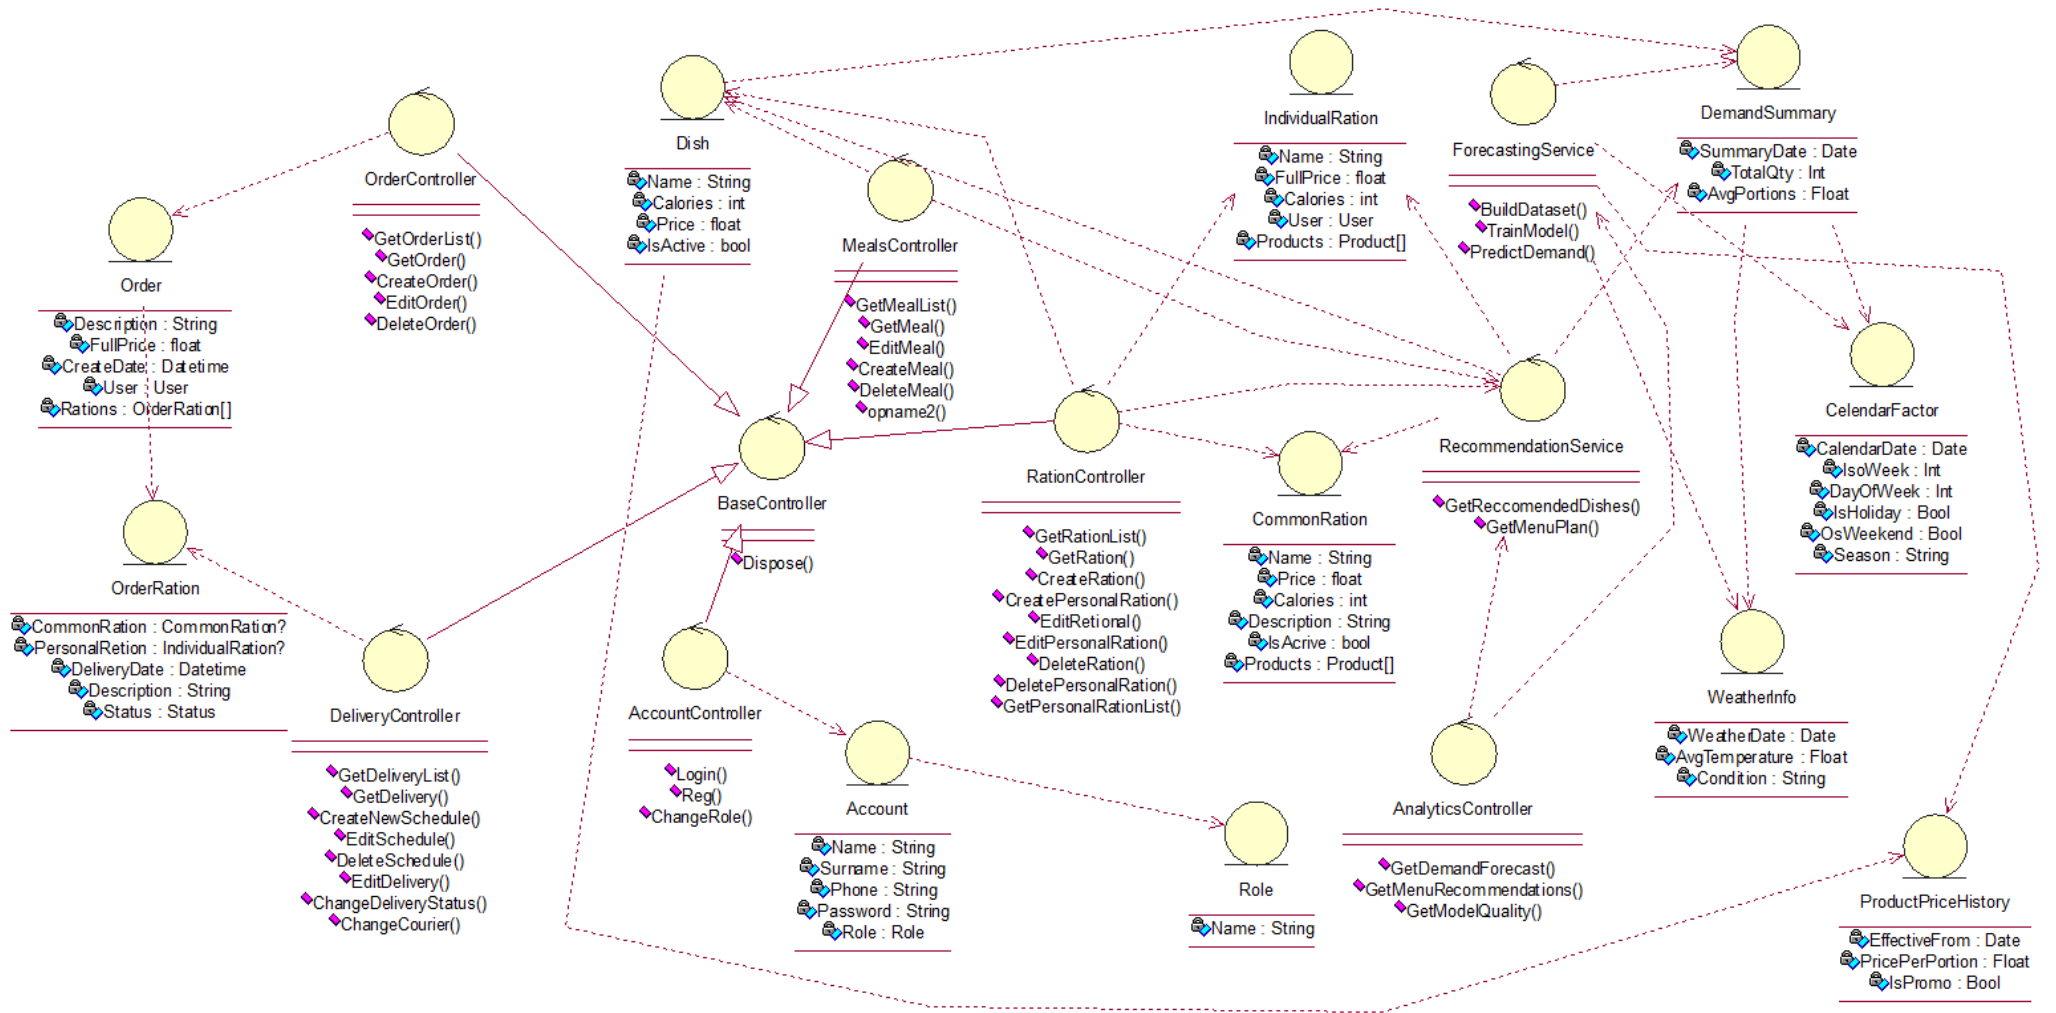 OrderController
GetOrderList()
GetOrder()
CreateOrder()
EditOrder()
DeleteOrder()
Order
Description : String
FullPrice : float
CreateDate : Datetime
User : User
Rations : OrderRation[]
OrderRation
CommonRation : CommonRation?
PersonalRetion : IndividualRation?
DeliveryDate : Datetime
Description : String
Status : Status
DeliveryController
GetDeliveryList()
GetDelivery()
CreateNewSchedule()
EditSchedule()
DeleteSchedule()
EditDelivery()
ChangeDeliveryStatus()
ChangeCourier()
Dish
Name : String
Calories : int
Price : float
IsActive : bool
MealsController
GetMealList()
GetMeal()
EditMeal()
CreateMeal()
DeleteMeal()
opname2()
BaseController
Dispose()
AccountController
Login()
Reg()
ChangeRole()
Account
Name : String
Surname : String
Phone : String
Password : String
Role : Role
Role
Name : String
RationController
GetRationList()
GetRation()
CreateRation()
CreatePersonalRation()
EditRetional()
EditPersonalRation()
DeleteRation()
DeletePersonalRation()
GetPersonalRationList()
IndividualRation
Name : String
FullPrice : float
Calories : int
User : User
Products : Product[]
CommonRation
Name : String
Price : float
Calories : int
Description : String
IsAcrive : bool
Products : Product[]
ForecastingService
BuildDataset()
TrainModel()
PredictDemand()
RecommendationService
GetReccomendedDishes()
GetMenuPlan()
AnalyticsController
GetDemandForecast()
GetMenuRecommendations()
GetModelQuality()
DemandSummary
SummaryDate : Date
TotalQty : Int
AvgPortions : Float
CelendarFactor
CalendarDate : Date
IsoWeek : Int
DayOfWeek : Int
IsHoliday : Bool
OsWeekend : Bool
Season : String
WeatherInfo
WeatherDate : Date
AvgTemperature : Float
Condition : String
ProductPriceHistory
EffectiveFrom : Date
PricePerPortion : Float
IsPromo : Bool